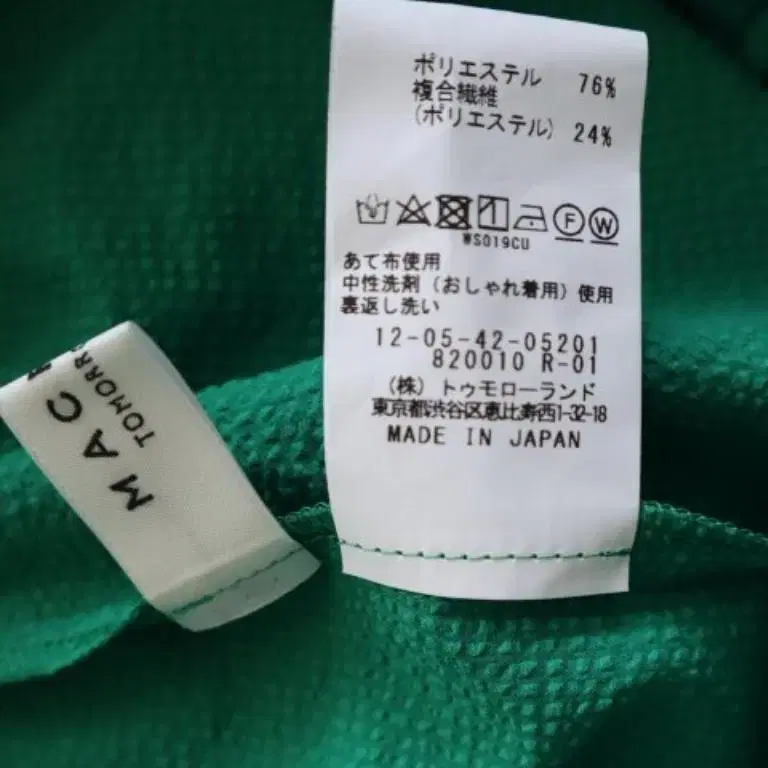 ポリエステル 76%
複合繊維
(ポリエステル) 24%
F W
WS019CU
あて布使用
中性洗剤（おしゃれ着用）使用
裏返し洗い
12-05-42-05201
820010 R-01
（株）トゥモローランド
東京都渋谷区恵比寿西1-32-18
MADE IN JAPAN
MAC